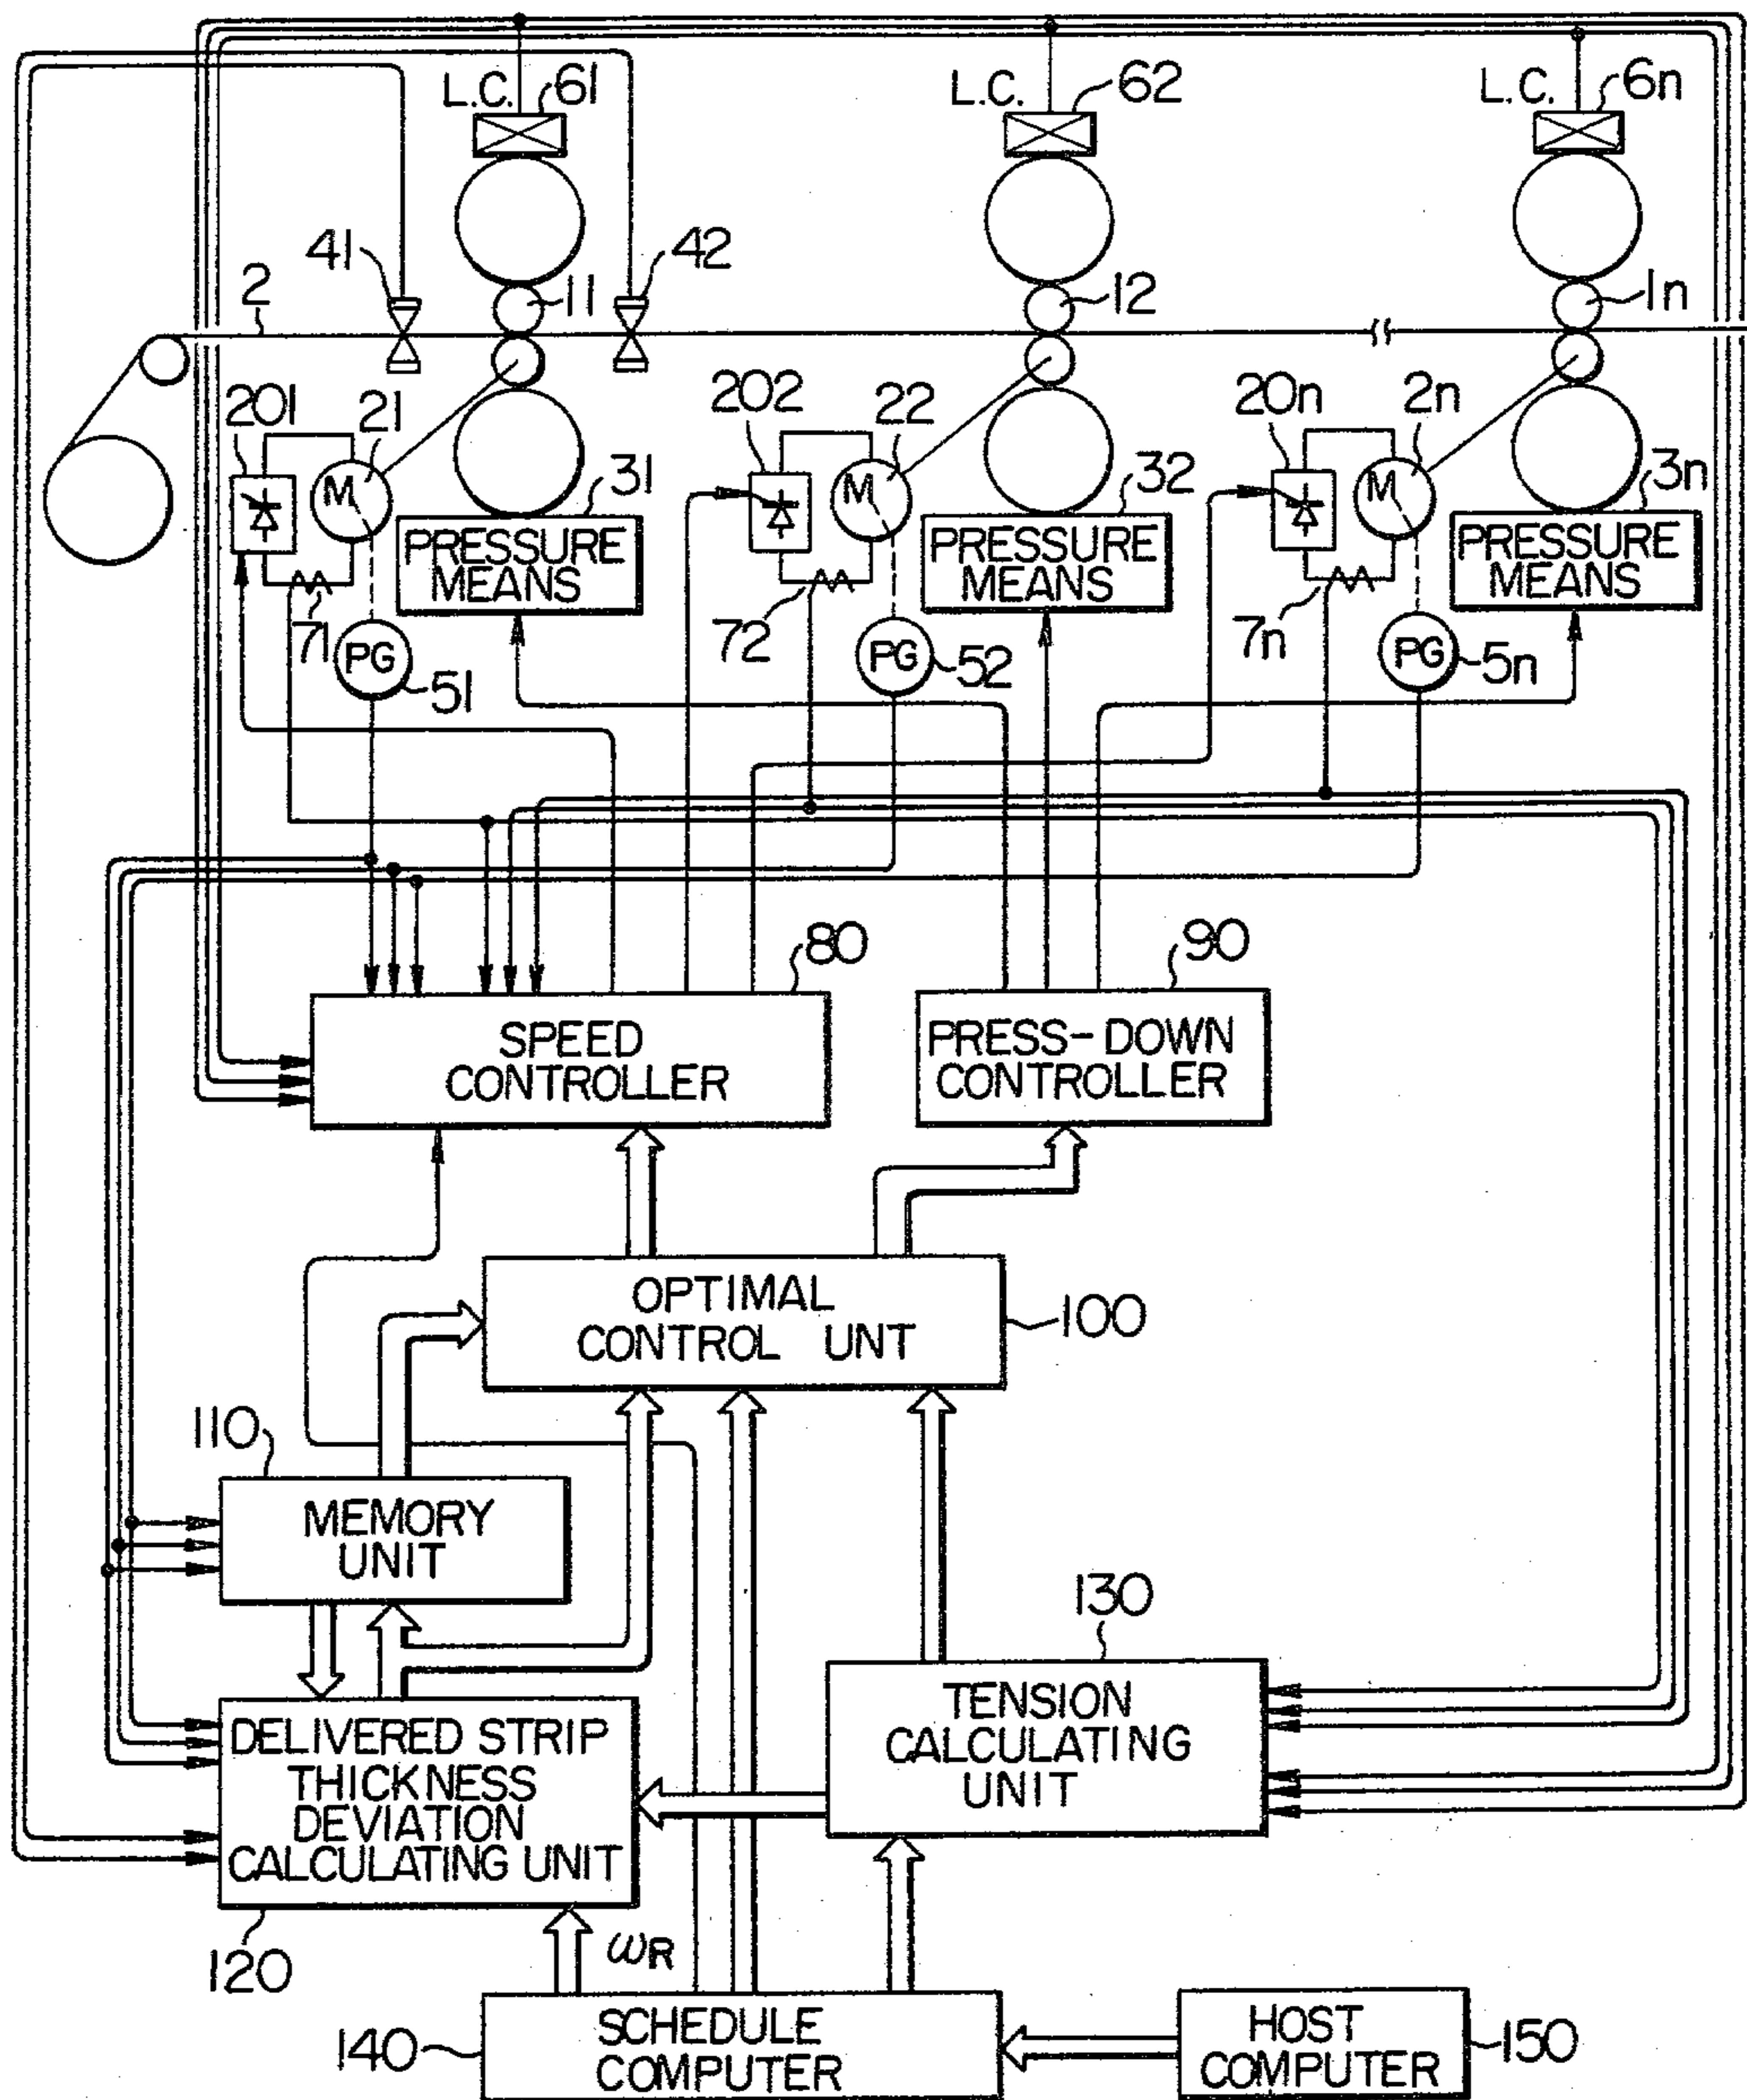 L.C. 61
L.C. 62
L.C. 6n
41
42
2
11
12
1n
201
21
202
22
20n
2n
M
M
M
31
32
3n
PRESSURE
MEANS
PRESSURE
MEANS
PRESSURE
MEANS
71
72
7n
PG
51
PG
52
PG
5n
80
90
SPEED
CONTROLLER
PRESS-DOWN
CONTROLLER
OPTIMAL
CONTROL UNT
100
110
MEMORY
UNIT
130
TENSION
CALCULATING
UNIT
DELIVERED STRIP
THICKNESS
DEVIATION
CALCULATING UNIT
120
ωR
140
SCHEDULE
COMPUTER
HOST
COMPUTER
150